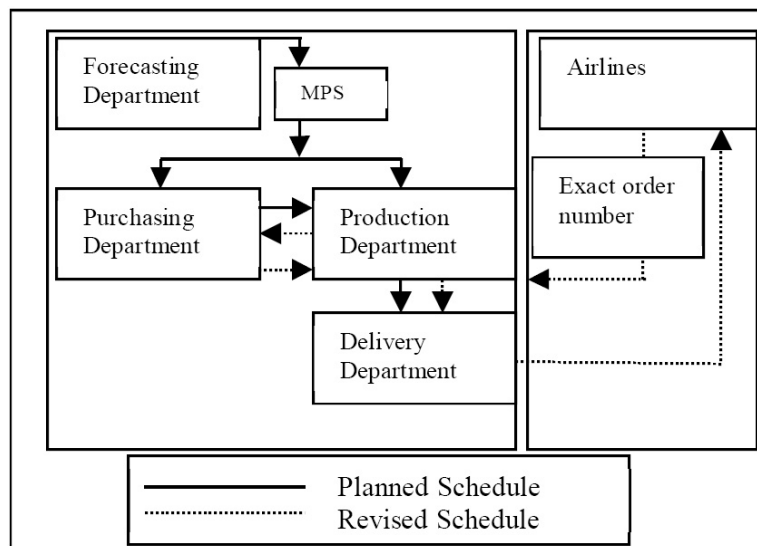 Forecasting
Department
MPS
Airlines
Purchasing
Department
Production
Department
Exact order
number
Delivery
Department
Planned Schedule
Revised Schedule